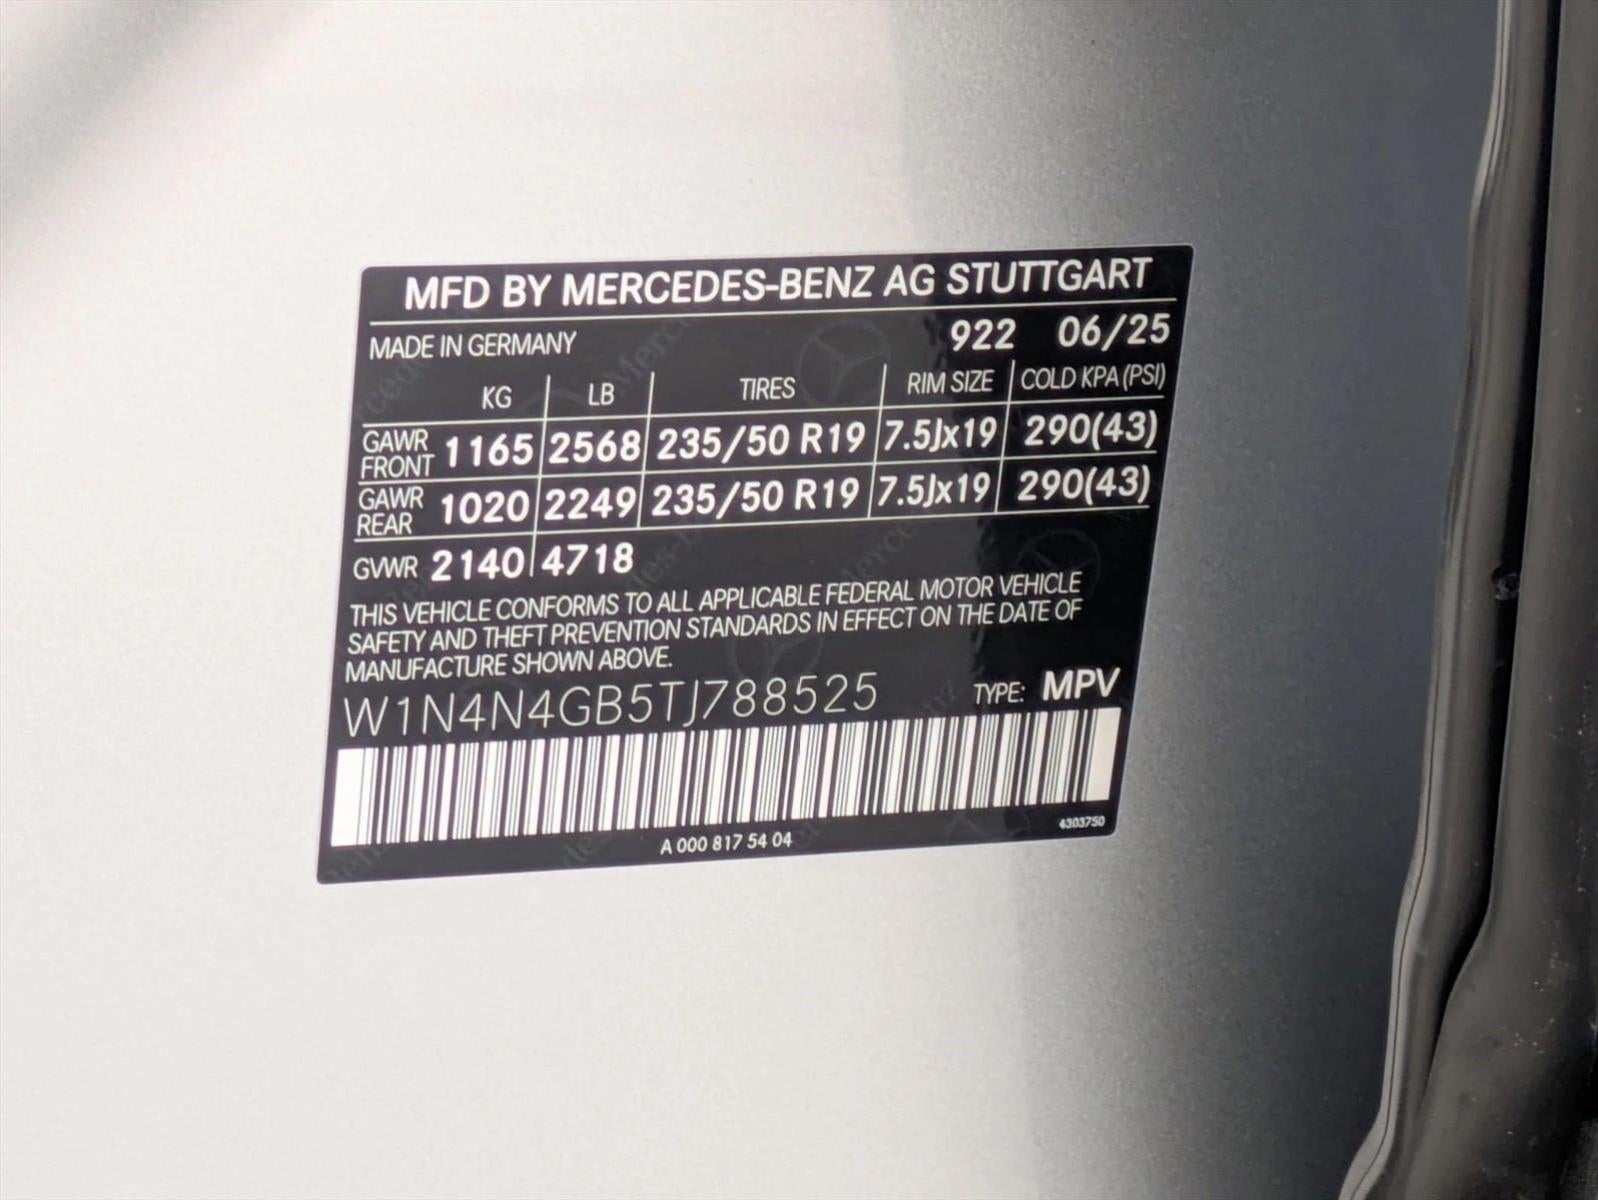 MFD BY MERCEDES-BENZ AG STUTTGART
MADE IN GERMANY 922 06/25
KG LB TIRES RIM SIZE COLD KPA (PSI)
GAWR FRONT 1165 2568 235/50 R19 7.5Jx19 290(43)
GAWR REAR 1020 2249 235/50 R19 7.5Jx19 290(43)
GVWR 2140 4718
THIS VEHICLE CONFORMS TO ALL APPLICABLE FEDERAL MOTOR VEHICLE
SAFETY AND THEFT PREVENTION STANDARDS IN EFFECT ON THE DATE OF
MANUFACTURE SHOWN ABOVE.
W1N4N4GB5TJ788525 TYPE: MPV
A 000 817 54 04 4303750